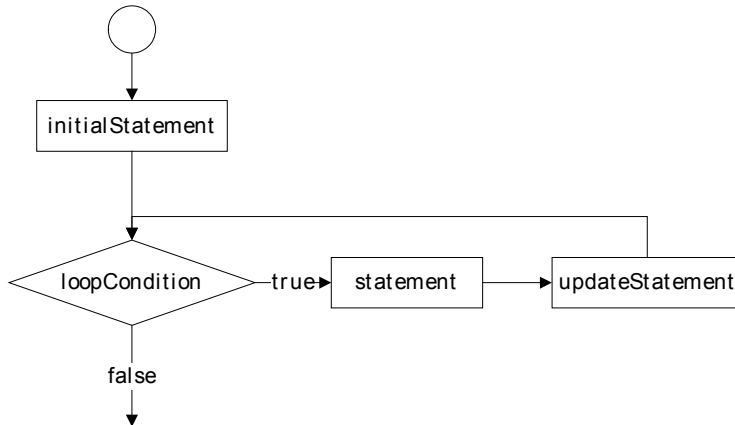 initialStatement
loopCondition
true
statement
updateStatement
false